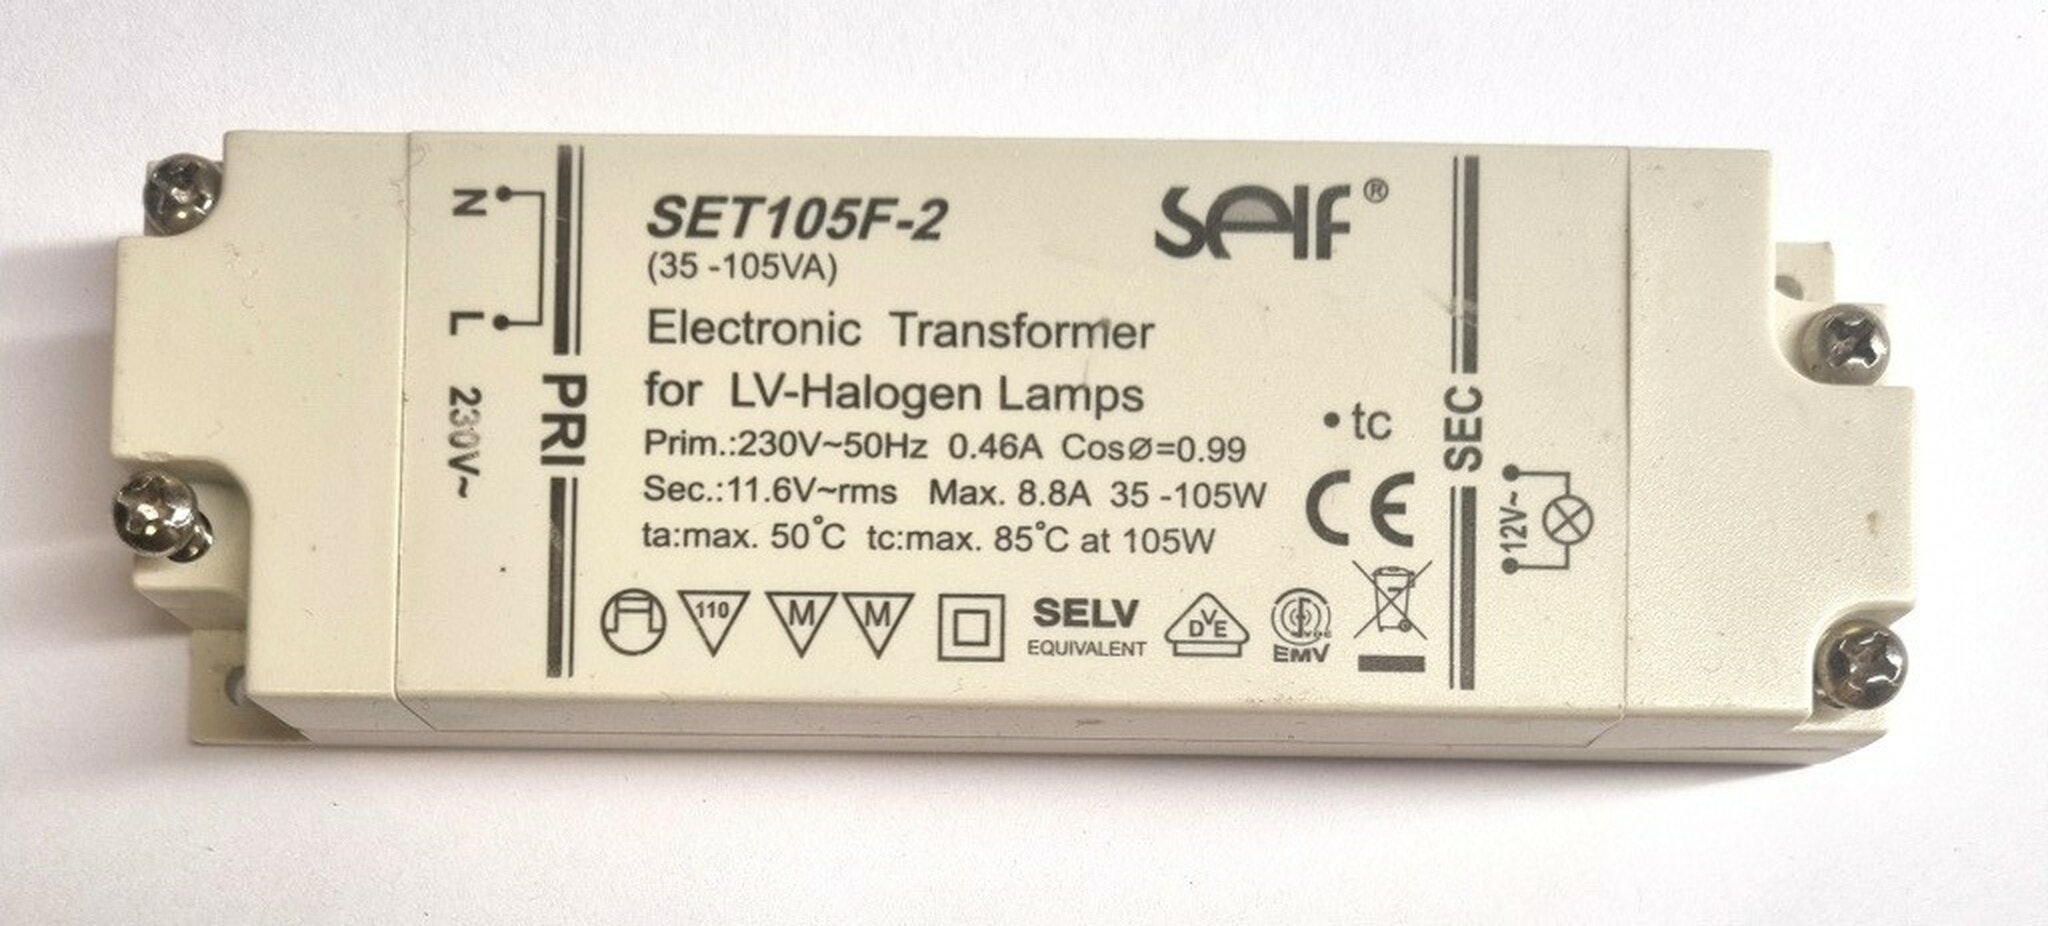 N
L
230V~
PRI
SET105F-2
(35 -105VA)
self®
Electronic Transformer
for LV-Halogen Lamps
Prim.:230V~50Hz 0.46A CosØ=0.99
Sec.:11.6V~rms Max. 8.8A 35 -105W
ta:max. 50°C tc:max. 85°C at 105W
• tc
CE
110
M
M
SELV
EQUIVALENT
DVE
VDE
EMV
SEC
12V~